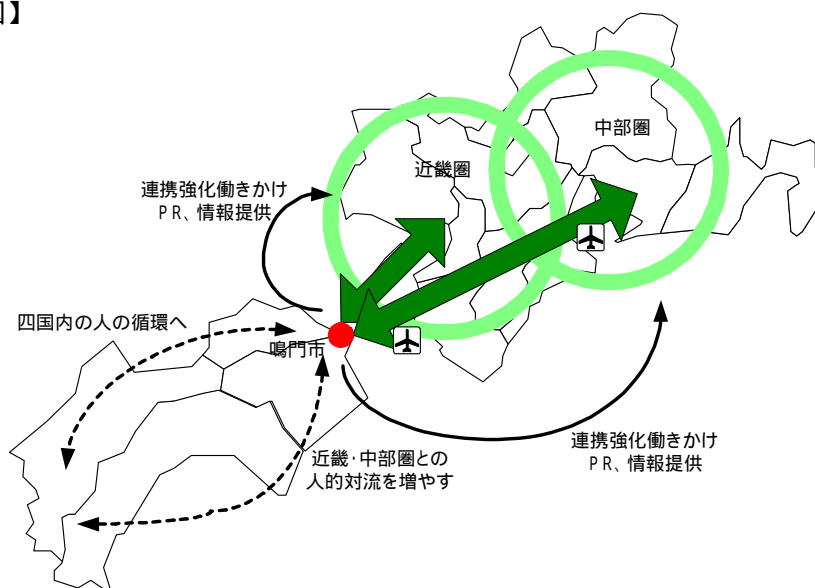 】
中部圏
近畿圏
連携強化働きかけ
PR、情報提供
四国内の人の循環へ
鳴門市
近畿・中部圏との
人的対流を増やす
連携強化働きかけ
PR、情報提供